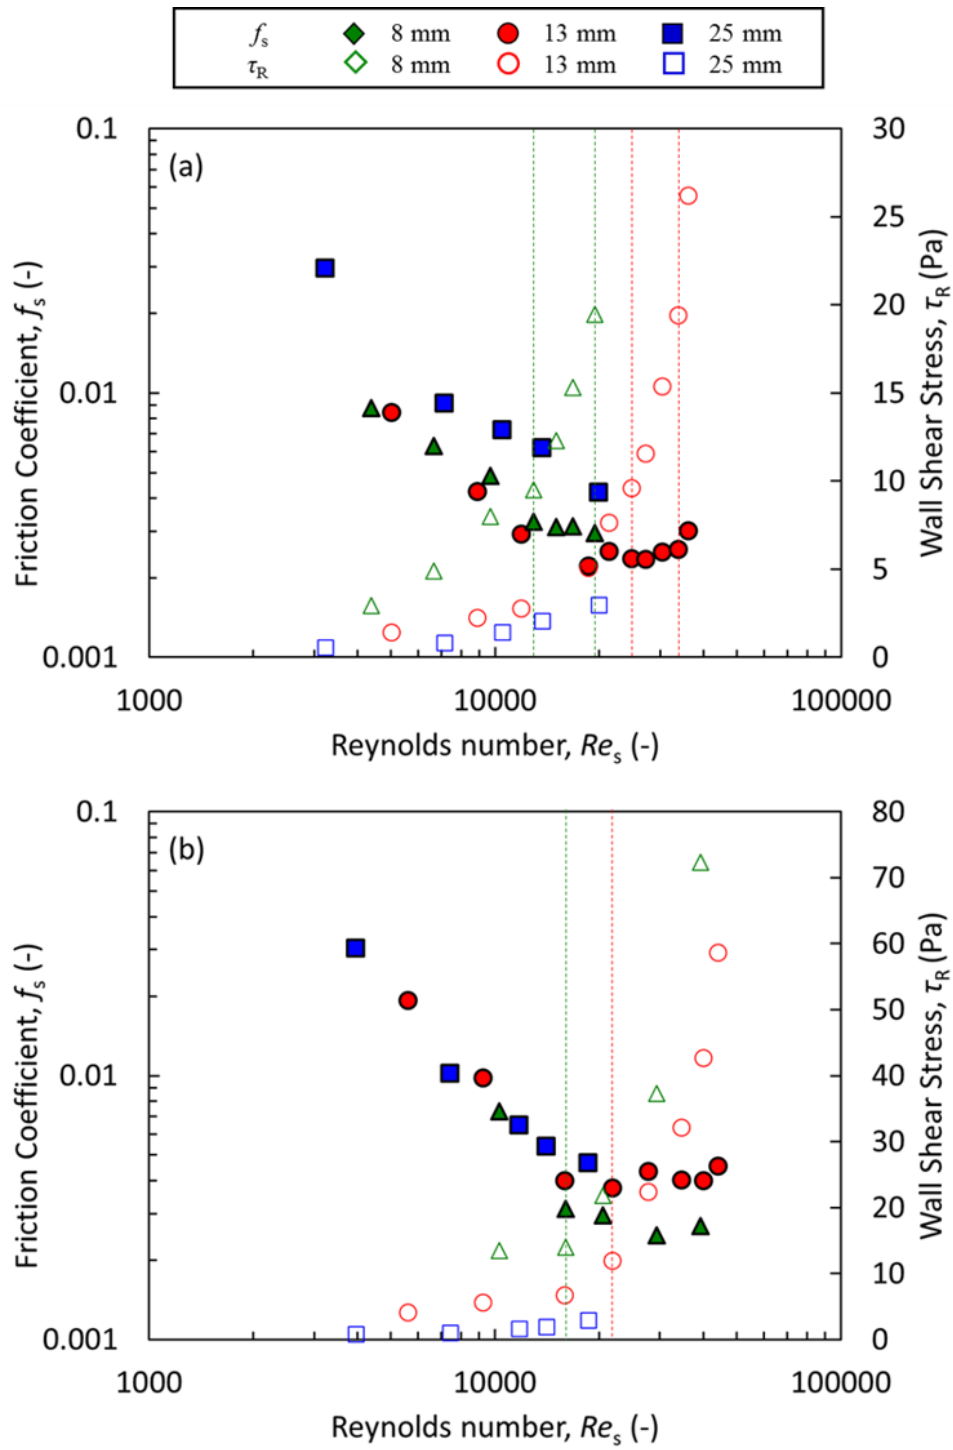 fs 8 mm 13 mm 25 mm
τR 8 mm 13 mm 25 mm
(a)
0.1
0.01
0.001
Friction Coefficient, fs (-)
30
25
20
15
10
5
0
Wall Shear Stress, τR (Pa)
1000 10000 100000
Reynolds number, Res (-)
(b)
0.1
0.01
0.001
Friction Coefficient, fs (-)
80
70
60
50
40
30
20
10
0
Wall Shear Stress, τR (Pa)
1000 10000 100000
Reynolds number, Res (-)